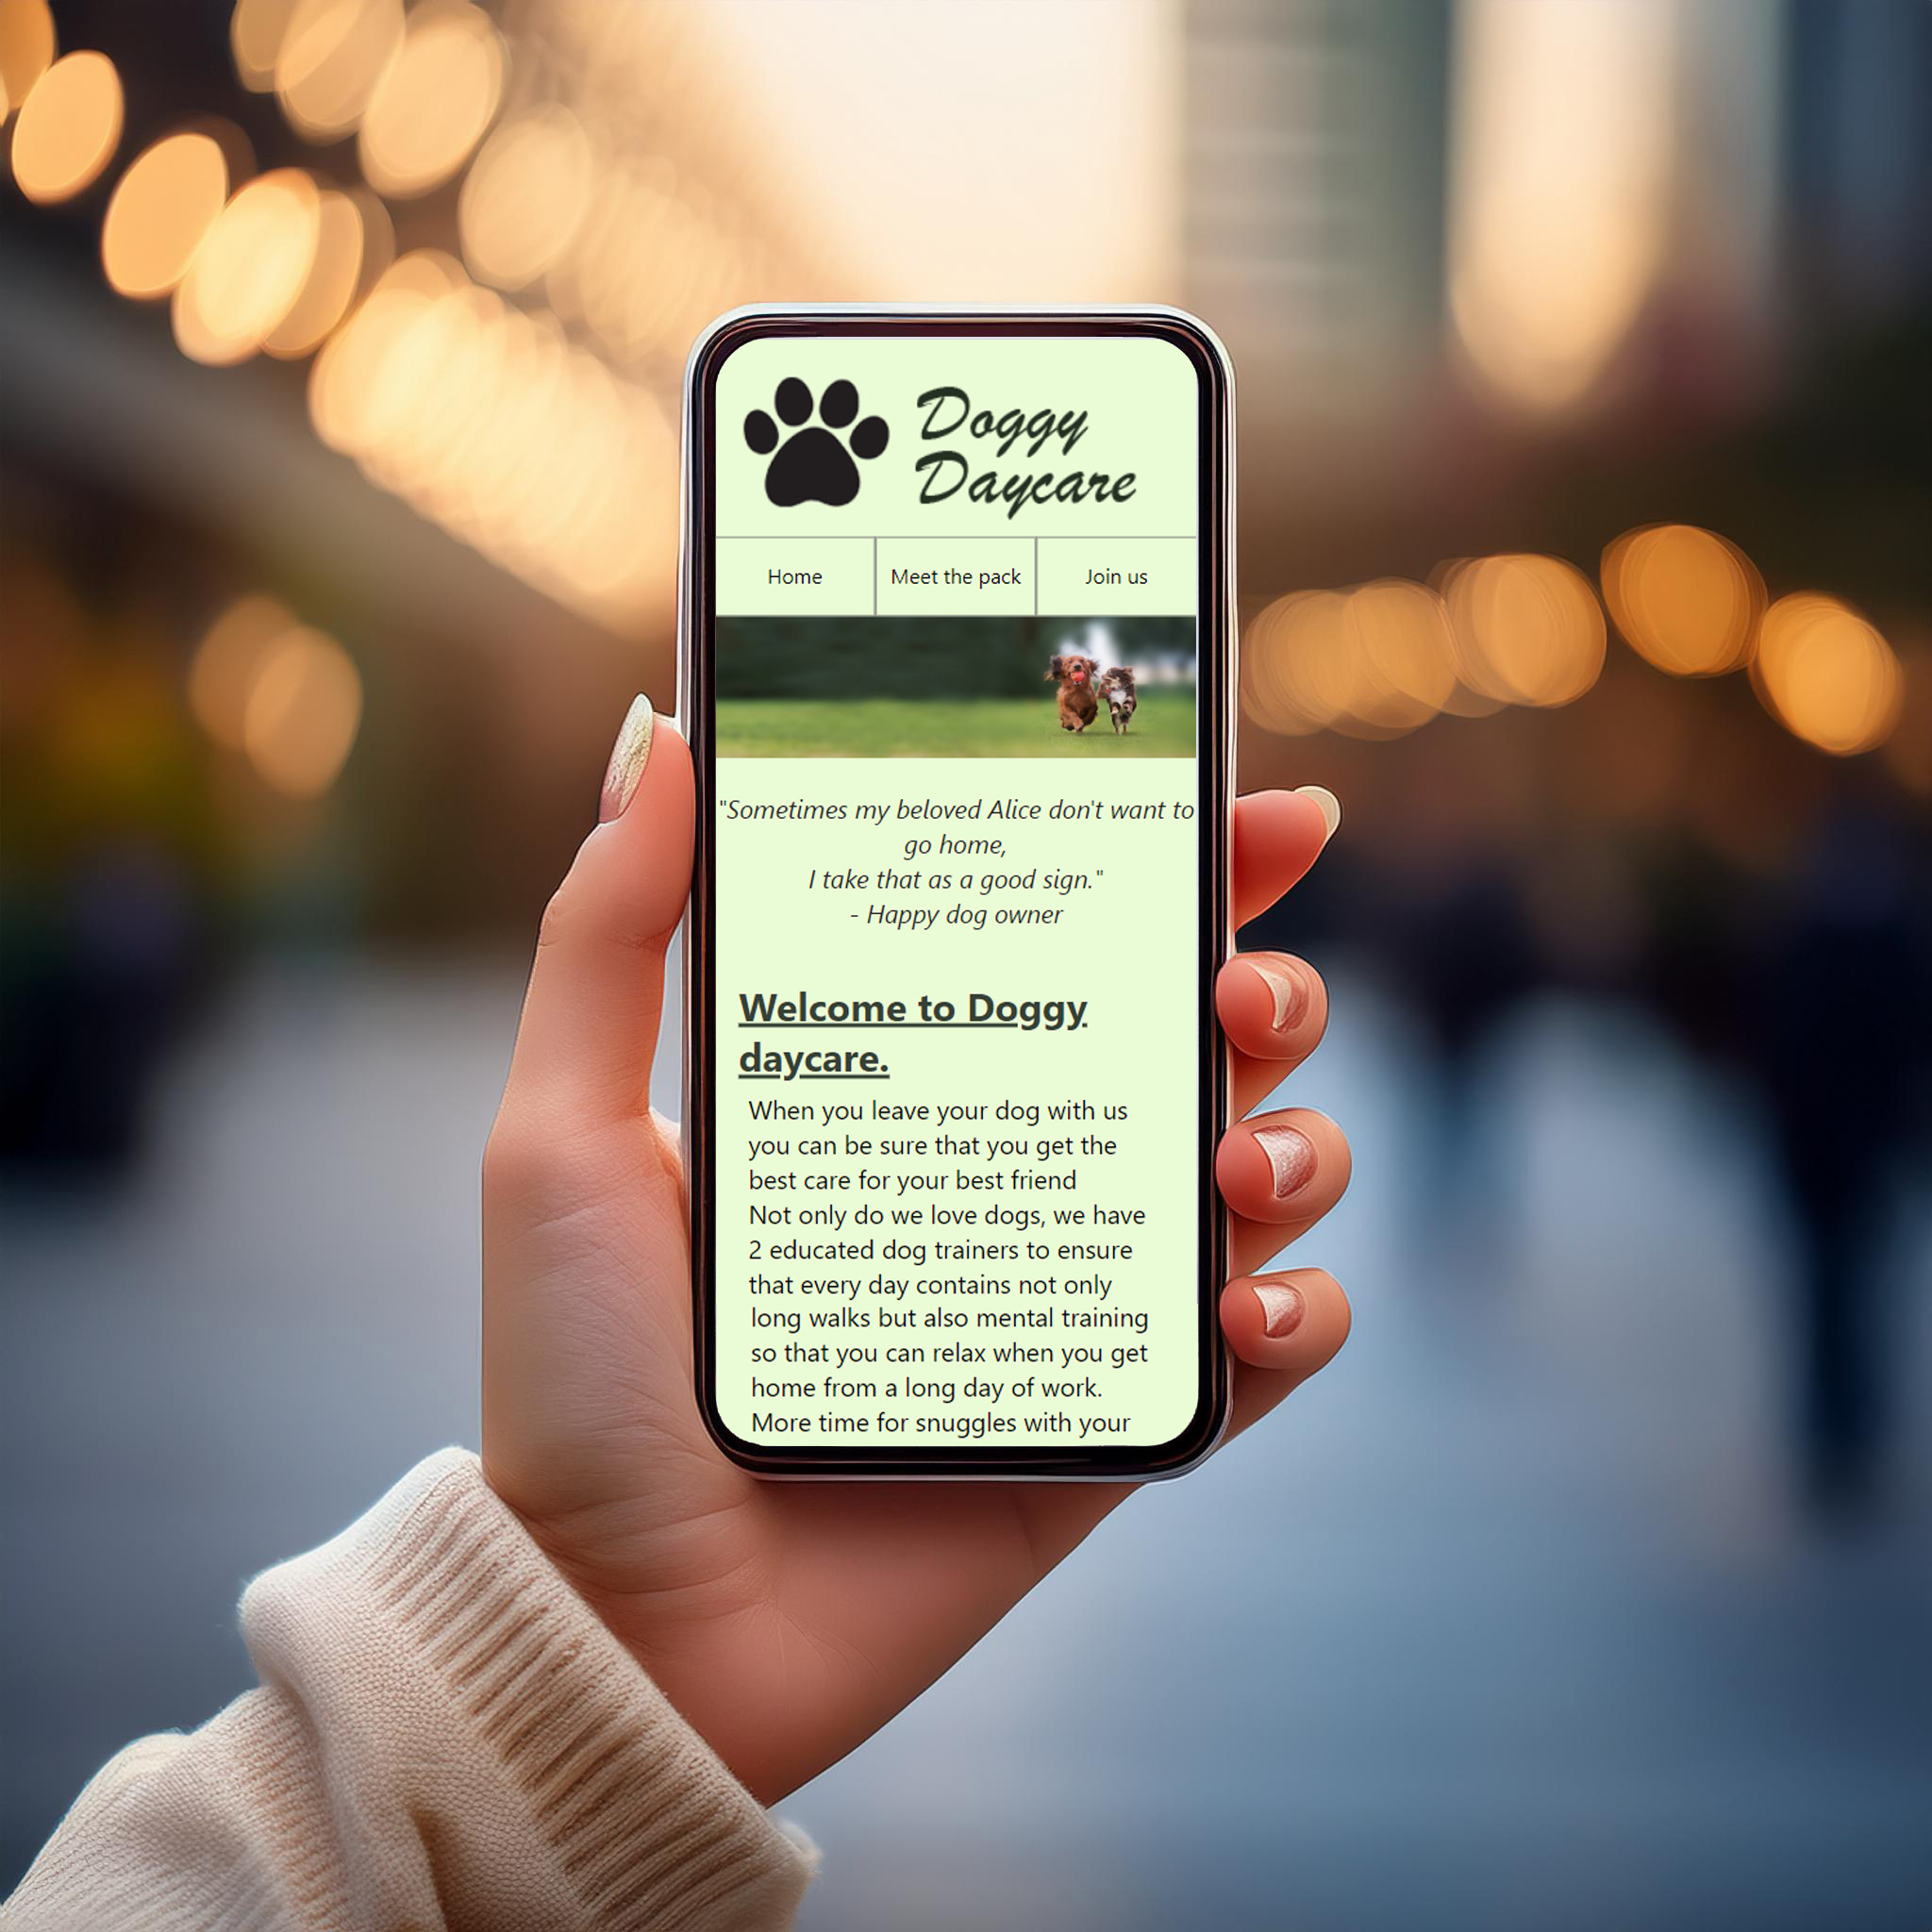 Doggy
Daycare
Home
Meet the pack
Join us
"Sometimes my beloved Alice don't want to
go home,
I take that as a good sign."
- Happy dog owner
Welcome to Doggy
daycare.
When you leave your dog with us
you can be sure that you get the
best care for your best friend
Not only do we love dogs, we have
2 educated dog trainers to ensure
that every day contains not only
long walks but also mental training
so that you can relax when you get
home from a long day of work.
More time for snuggles with your